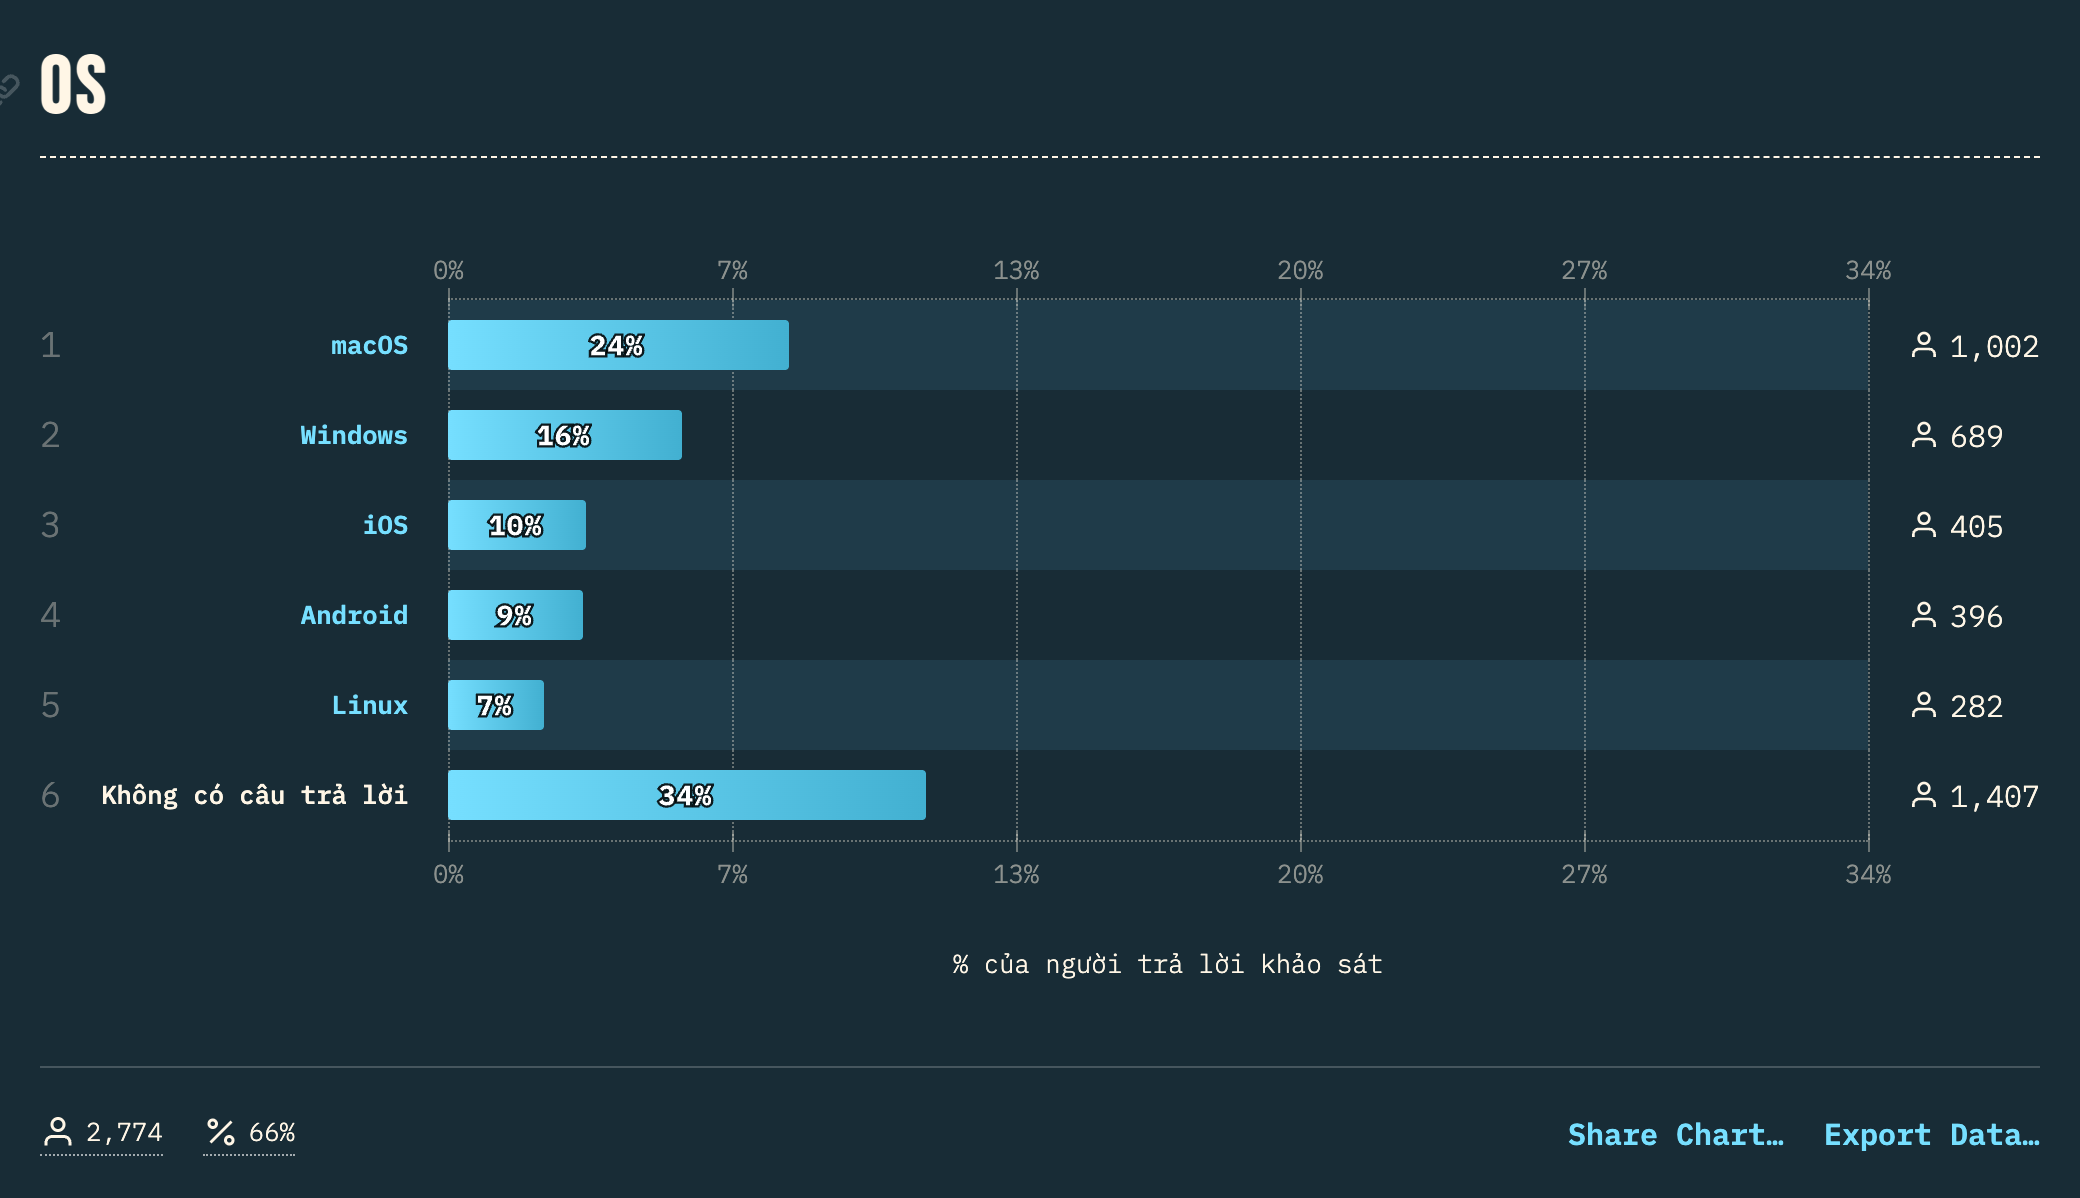 OS
0% 7% 13% 20% 27% 34%
1 macOS 24% 1,002
2 Windows 16% 689
3 iOS 10% 405
4 Android 9% 396
5 Linux 7% 282
6 Không có câu trả lời 34% 1,407
0% 7% 13% 20% 27% 34%
% của người trả lời khảo sát
2,774 66% Share Chart… Export Data…